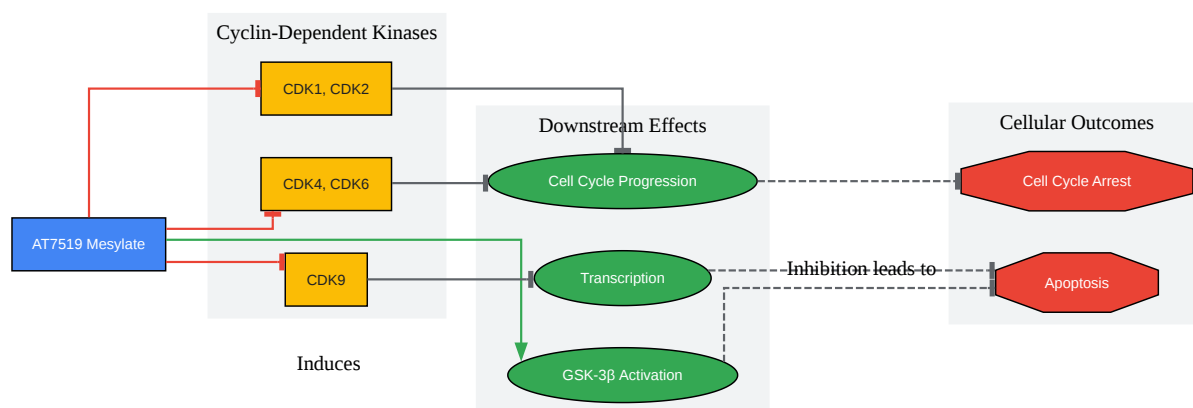 Cyclin-Dependent Kinases
CDK1, CDK2
Downstream Effects
Cellular Outcomes
CDK4, CDK6
Cell Cycle Progression
Cell Cycle Arrest
AT7519 Mesylate
CDK9
Transcription
Inhibition leads to
Apoptosis
Induces
GSK-3β Activation